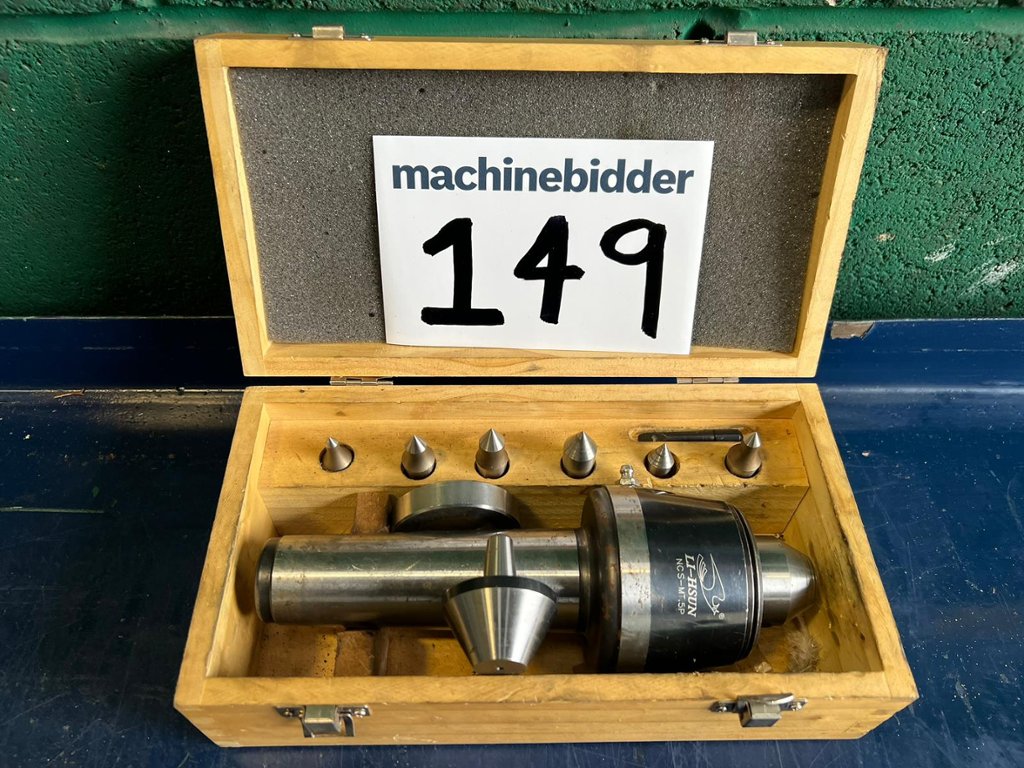 machinebidder
149
LI-HSUN
NCS-MT.5P